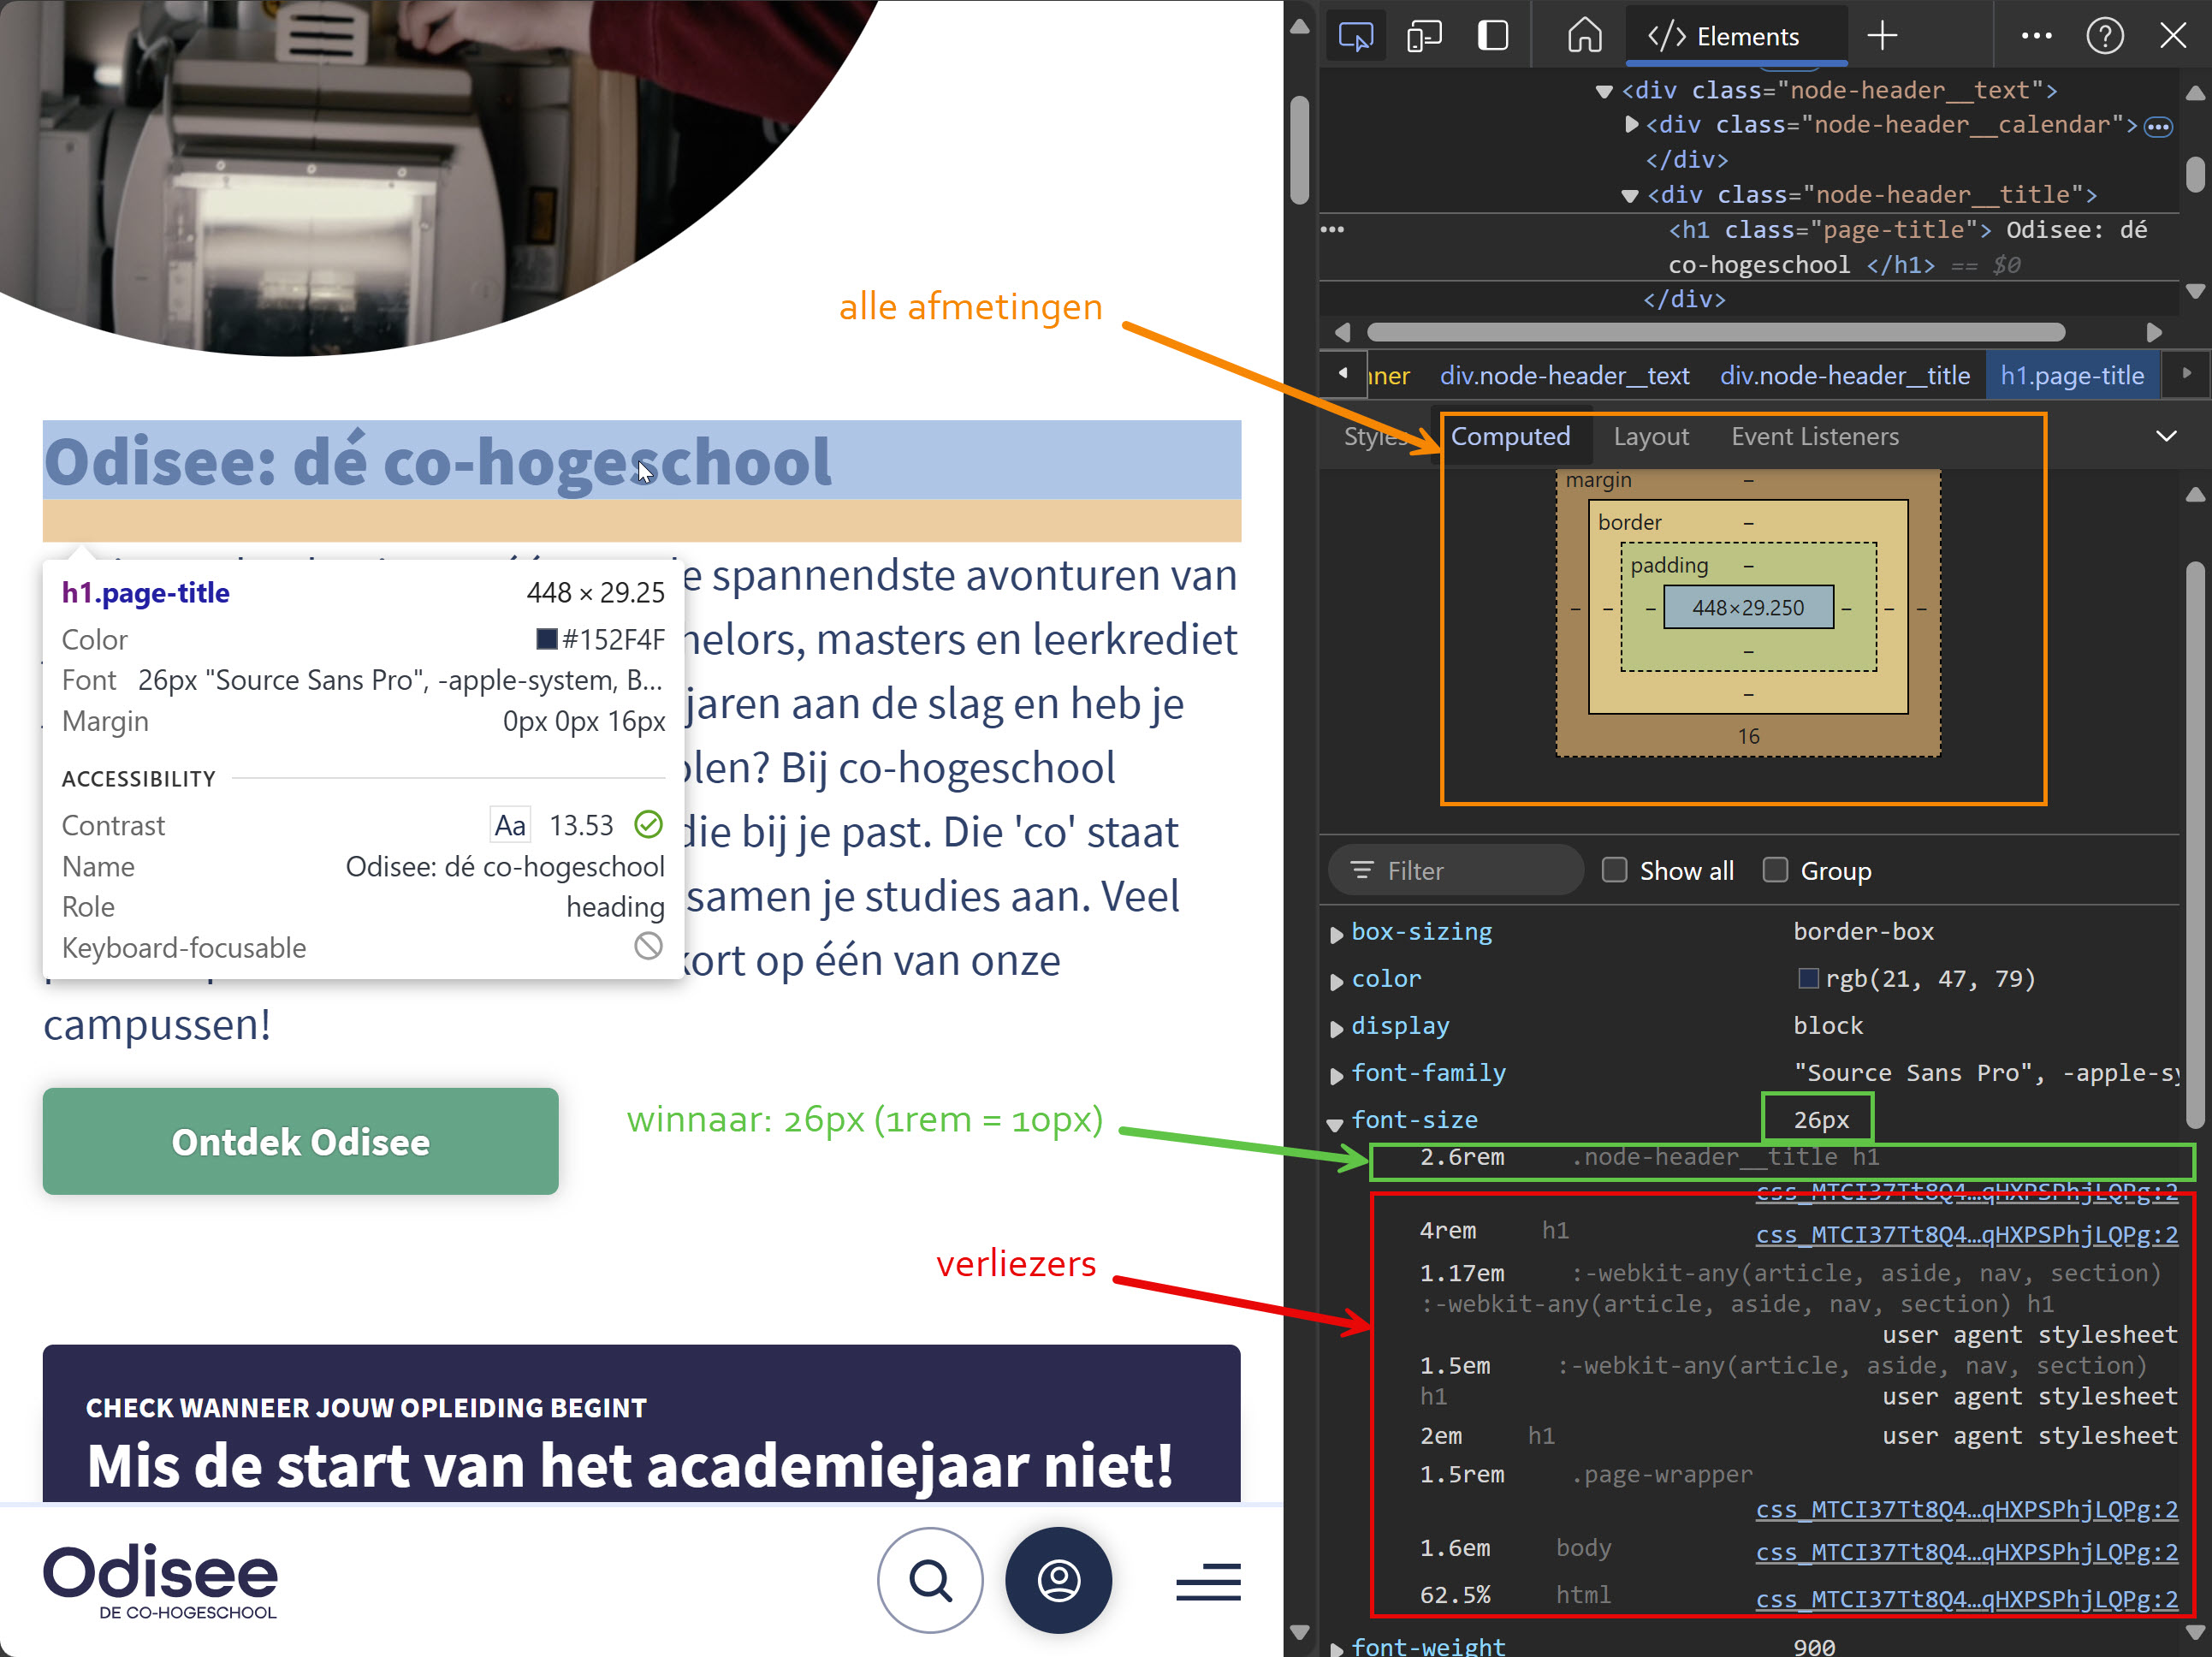 Odisee: dé co-hogeschool
h1.page-title 448 × 29.25
Color #152F4F
Font 26px "Source Sans Pro", -apple-system, B...
Margin 0px 0px 16px
ACCESSIBILITY
Contrast Aa 13.53
Name Odisee: dé co-hogeschool
Role heading
Keyboard-focusable
e spannendste avonturen van
nelors, masters en leerkrediet
jaren aan de slag en heb je
olen? Bij co-hogeschool
die bij je past. Die 'co' staat
samen je studies aan. Veel
kort op één van onze
campussen!
Ontdek Odisee
CHECK WANNEER JOUW OPLEIDING BEGINT
Mis de start van het academiejaar niet!
Odisee
DE CO-HOGESCHOOL
alle afmetingen
winnaar: 26px (1rem = 10px)
verliezers
</> Elements
<div class="node-header__text">
<div class="node-header__calendar">
</div>
<div class="node-header__title">
<h1 class="page-title"> Odisee: dé
co-hogeschool </h1> == $0
</div>
nner div.node-header__text div.node-header__title h1.page-title
Styles Computed Layout Event Listeners
margin –
border –
padding –
– – – 448×29.250 – – –
–
–
16
Filter Show all Group
box-sizing border-box
color rgb(21, 47, 79)
display block
font-family "Source Sans Pro", -apple-sy
font-size 26px
2.6rem .node-header__title h1
css_MTCI37Tt8Q4…qHXPSPhjLQPg:2
4rem h1 css_MTCI37Tt8Q4…qHXPSPhjLQPg:2
1.17em :-webkit-any(article, aside, nav, section)
:-webkit-any(article, aside, nav, section) h1
user agent stylesheet
1.5em :-webkit-any(article, aside, nav, section)
h1 user agent stylesheet
2em h1 user agent stylesheet
1.5rem .page-wrapper
css_MTCI37Tt8Q4…qHXPSPhjLQPg:2
1.6em body css_MTCI37Tt8Q4…qHXPSPhjLQPg:2
62.5% html css_MTCI37Tt8Q4…qHXPSPhjLQPg:2
font-weight 900